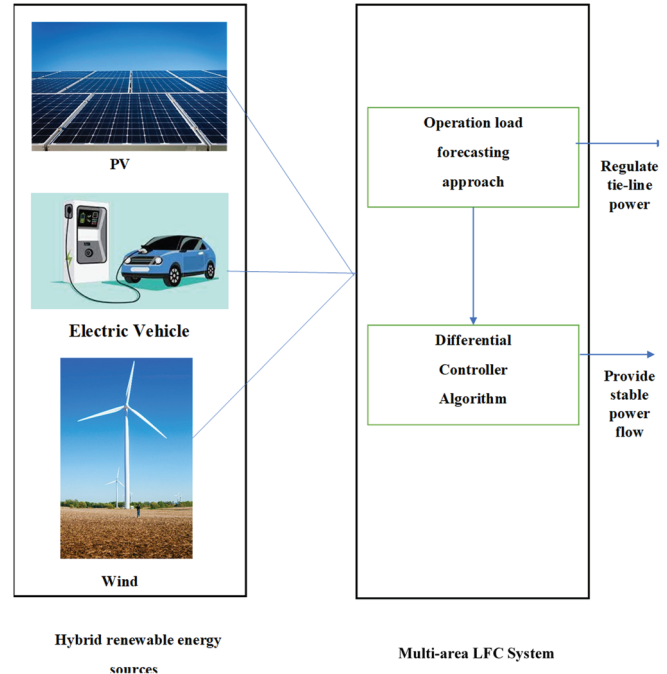 PV
Electric Vehicle
Wind
Hybrid renewable energy
sources
Operation load
forecasting
approach
Differential
Controller
Algorithm
Multi-area LFC System
Regulate
tie-line
power
Provide
stable
power
flow